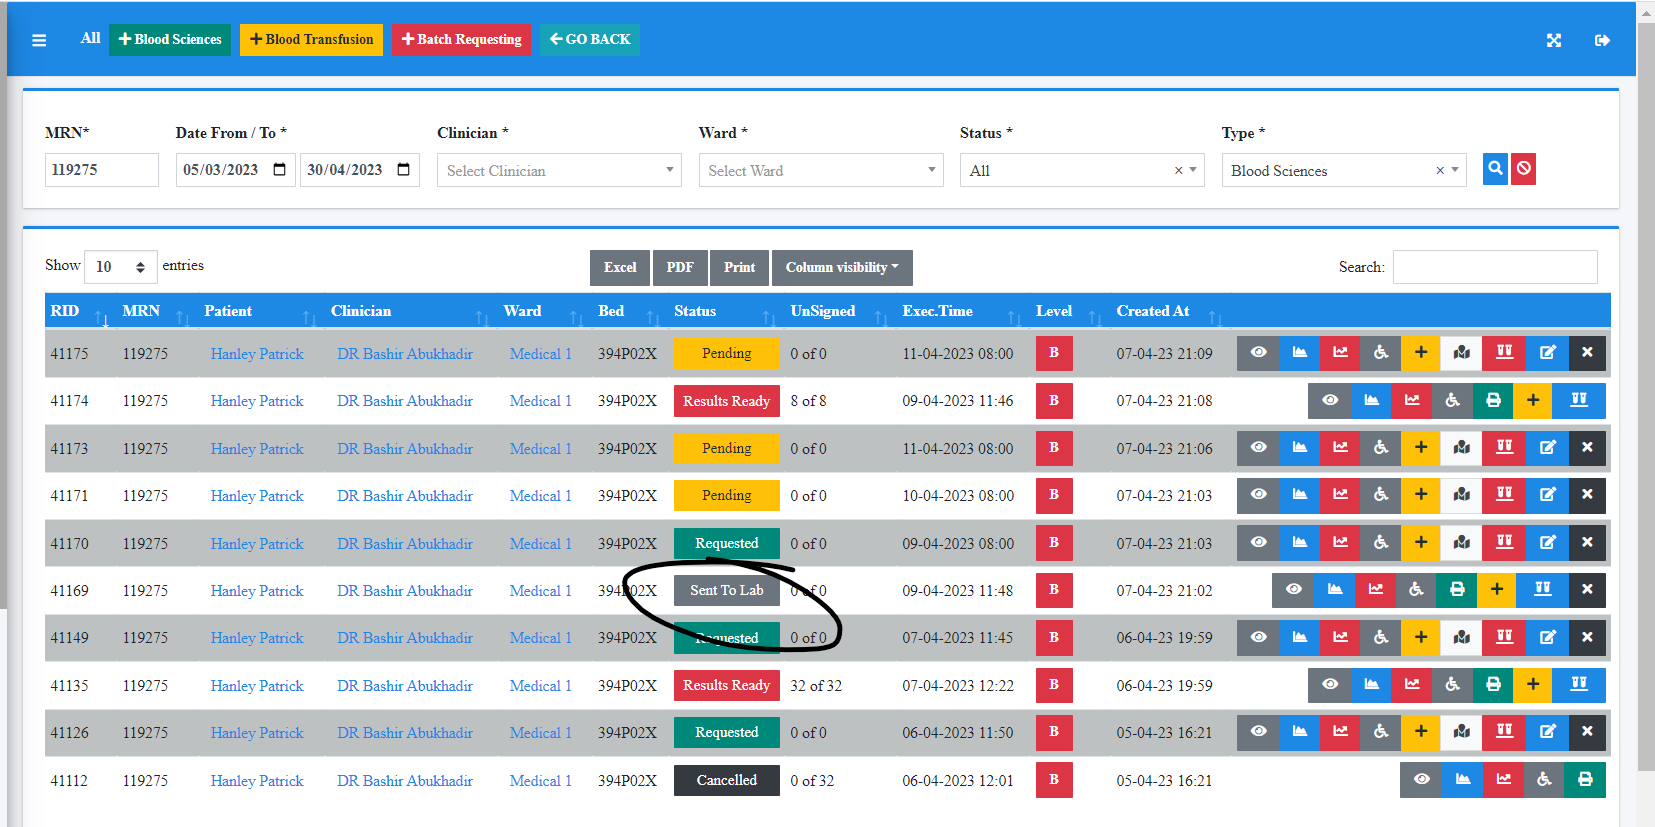 All + Blood Sciences + Blood Transfusion + Batch Requesting ← GO BACK
MRN* Date From / To * Clinician * Ward * Status * Type *
119275 05/03/2023 30/04/2023 Select Clinician Select Ward All × Blood Sciences ×
Show 10 entries Excel PDF Print Column visibility Search:
RID MRN Patient Clinician Ward Bed Status UnSigned Exec.Time Level Created At
41175 119275 Hanley Patrick DR Bashir Abukhadir Medical 1 394P02X Pending 0 of 0 11-04-2023 08:00 B 07-04-23 21:09
41174 119275 Hanley Patrick DR Bashir Abukhadir Medical 1 394P02X Results Ready 8 of 8 09-04-2023 11:46 B 07-04-23 21:08
41173 119275 Hanley Patrick DR Bashir Abukhadir Medical 1 394P02X Pending 0 of 0 11-04-2023 08:00 B 07-04-23 21:06
41171 119275 Hanley Patrick DR Bashir Abukhadir Medical 1 394P02X Pending 0 of 0 10-04-2023 08:00 B 07-04-23 21:03
41170 119275 Hanley Patrick DR Bashir Abukhadir Medical 1 394P02X Requested 0 of 0 09-04-2023 08:00 B 07-04-23 21:03
41169 119275 Hanley Patrick DR Bashir Abukhadir Medical 1 394P02X Sent To Lab 0 of 0 09-04-2023 11:48 B 07-04-23 21:02
41149 119275 Hanley Patrick DR Bashir Abukhadir Medical 1 394P02X Requested 0 of 0 07-04-2023 11:45 B 06-04-23 19:59
41135 119275 Hanley Patrick DR Bashir Abukhadir Medical 1 394P02X Results Ready 32 of 32 07-04-2023 12:22 B 06-04-23 19:59
41126 119275 Hanley Patrick DR Bashir Abukhadir Medical 1 394P02X Requested 0 of 0 06-04-2023 11:50 B 05-04-23 16:21
41112 119275 Hanley Patrick DR Bashir Abukhadir Medical 1 394P02X Cancelled 0 of 32 06-04-2023 12:01 B 05-04-23 16:21